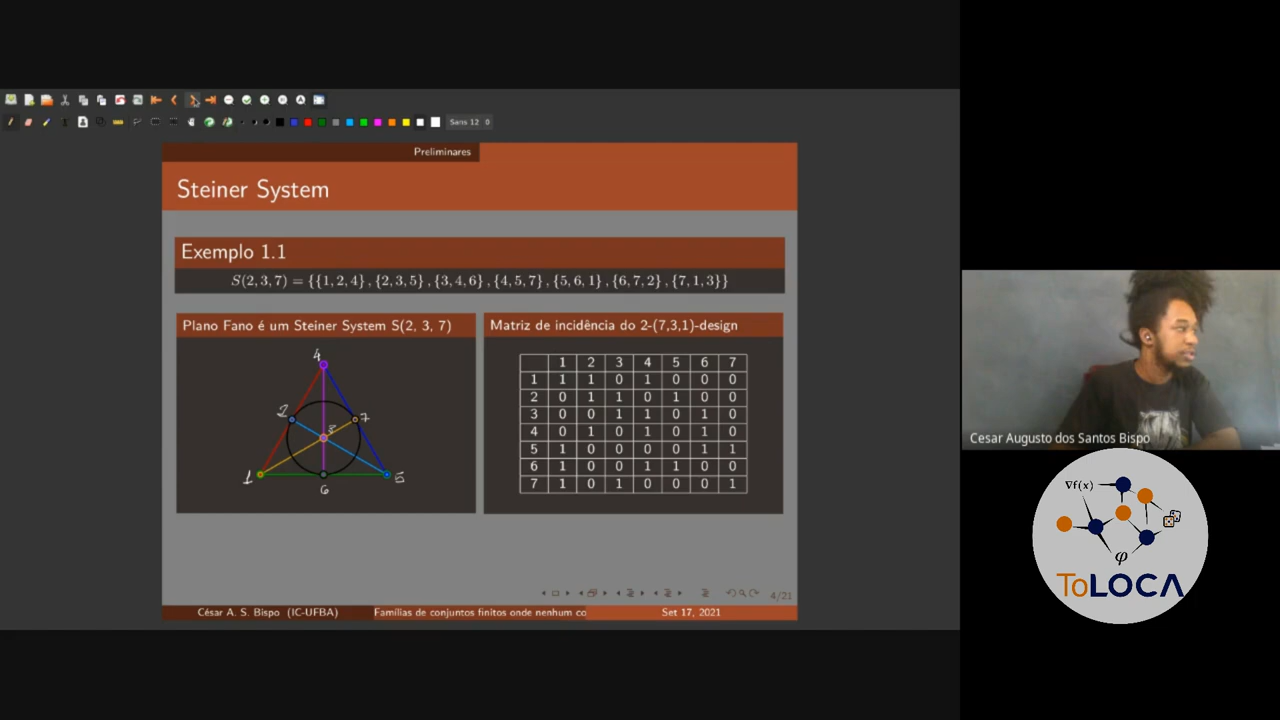 Sans 12
Preliminares
Steiner System
Exemplo 1.1
S(2, 3, 7) = {{1, 2, 4} , {2, 3, 5} , {3, 4, 6} , {4, 5, 7} , {5, 6, 1} , {6, 7, 2} , {7, 1, 3}}
Plano Fano é um Steiner System S(2, 3, 7)
4
2 7
3
1 5
6
Matriz de incidência do 2-(7,3,1)-design
1 2 3 4 5 6 7
1 1 1 0 1 0 0 0
2 0 1 1 0 1 0 0
3 0 0 1 1 0 1 0
4 0 1 0 1 0 1 0
5 1 0 0 0 0 1 1
6 1 0 0 1 1 0 0
7 1 0 1 0 0 0 1
4/21
César A. S. Bispo (IC-UFBA) Famílias de conjuntos finitos onde nenhum co Set 17, 2021
Cesar Augusto dos Santos Bispo
∇f(x)
φ
ToLOCA